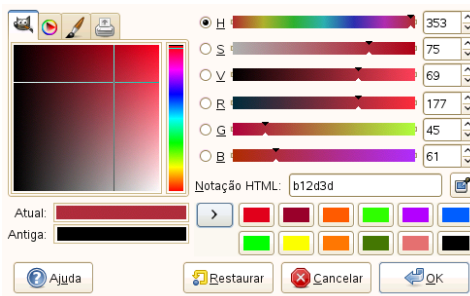 H 353
S 75
V 69
R 177
G 45
B 61
Notação HTML: b12d3d
Atual: >
Antiga:
Ajuda Restaurar Cancelar OK